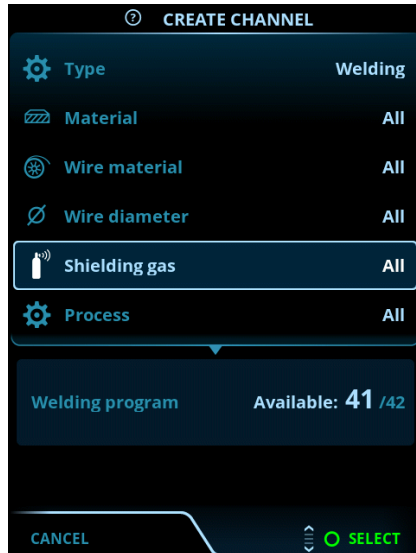 ? CREATE CHANNEL
Type Welding
Material All
Wire material All
Wire diameter All
Shielding gas All
Process All
Welding program Available: 41 /42
CANCEL SELECT